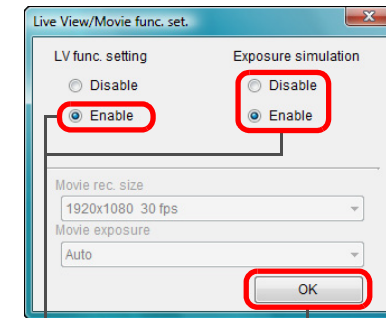 Live View/Movie func. set.
LV func. setting Exposure simulation
Disable Disable
Enable Enable
Movie rec. size
1920x1080 30 fps
Movie exposure
Auto
OK